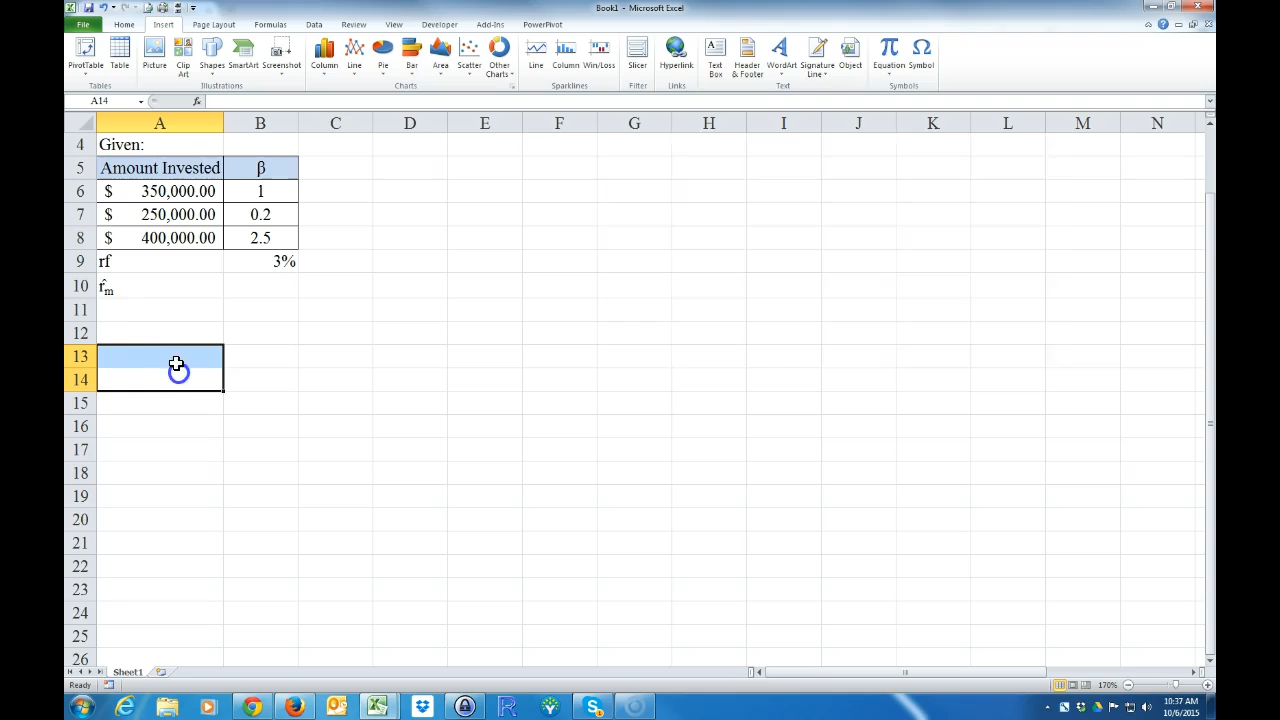 Book1 - Microsoft Excel
File Home Insert Page Layout Formulas Data Review View Developer Add-Ins PowerPivot
PivotTable Table Picture Clip Art Shapes SmartArt Screenshot Column Line Pie Bar Area Scatter Other Charts Line Column Win/Loss Slicer Hyperlink Text Box Header & Footer WordArt Signature Line Object Equation Symbol
Tables Illustrations Charts Sparklines Filter Links Text Symbols
A14 fx
A B C D E F G H I J K L M N
4 Given:
5 Amount Invested β
6 $ 350,000.00 1
7 $ 250,000.00 0.2
8 $ 400,000.00 2.5
9 rf 3%
10 r̂m
11
12
13
14
15
16
17
18
19
20
21
22
23
24
25
26
Sheet1
Ready 170%
10:37 AM
10/6/2015